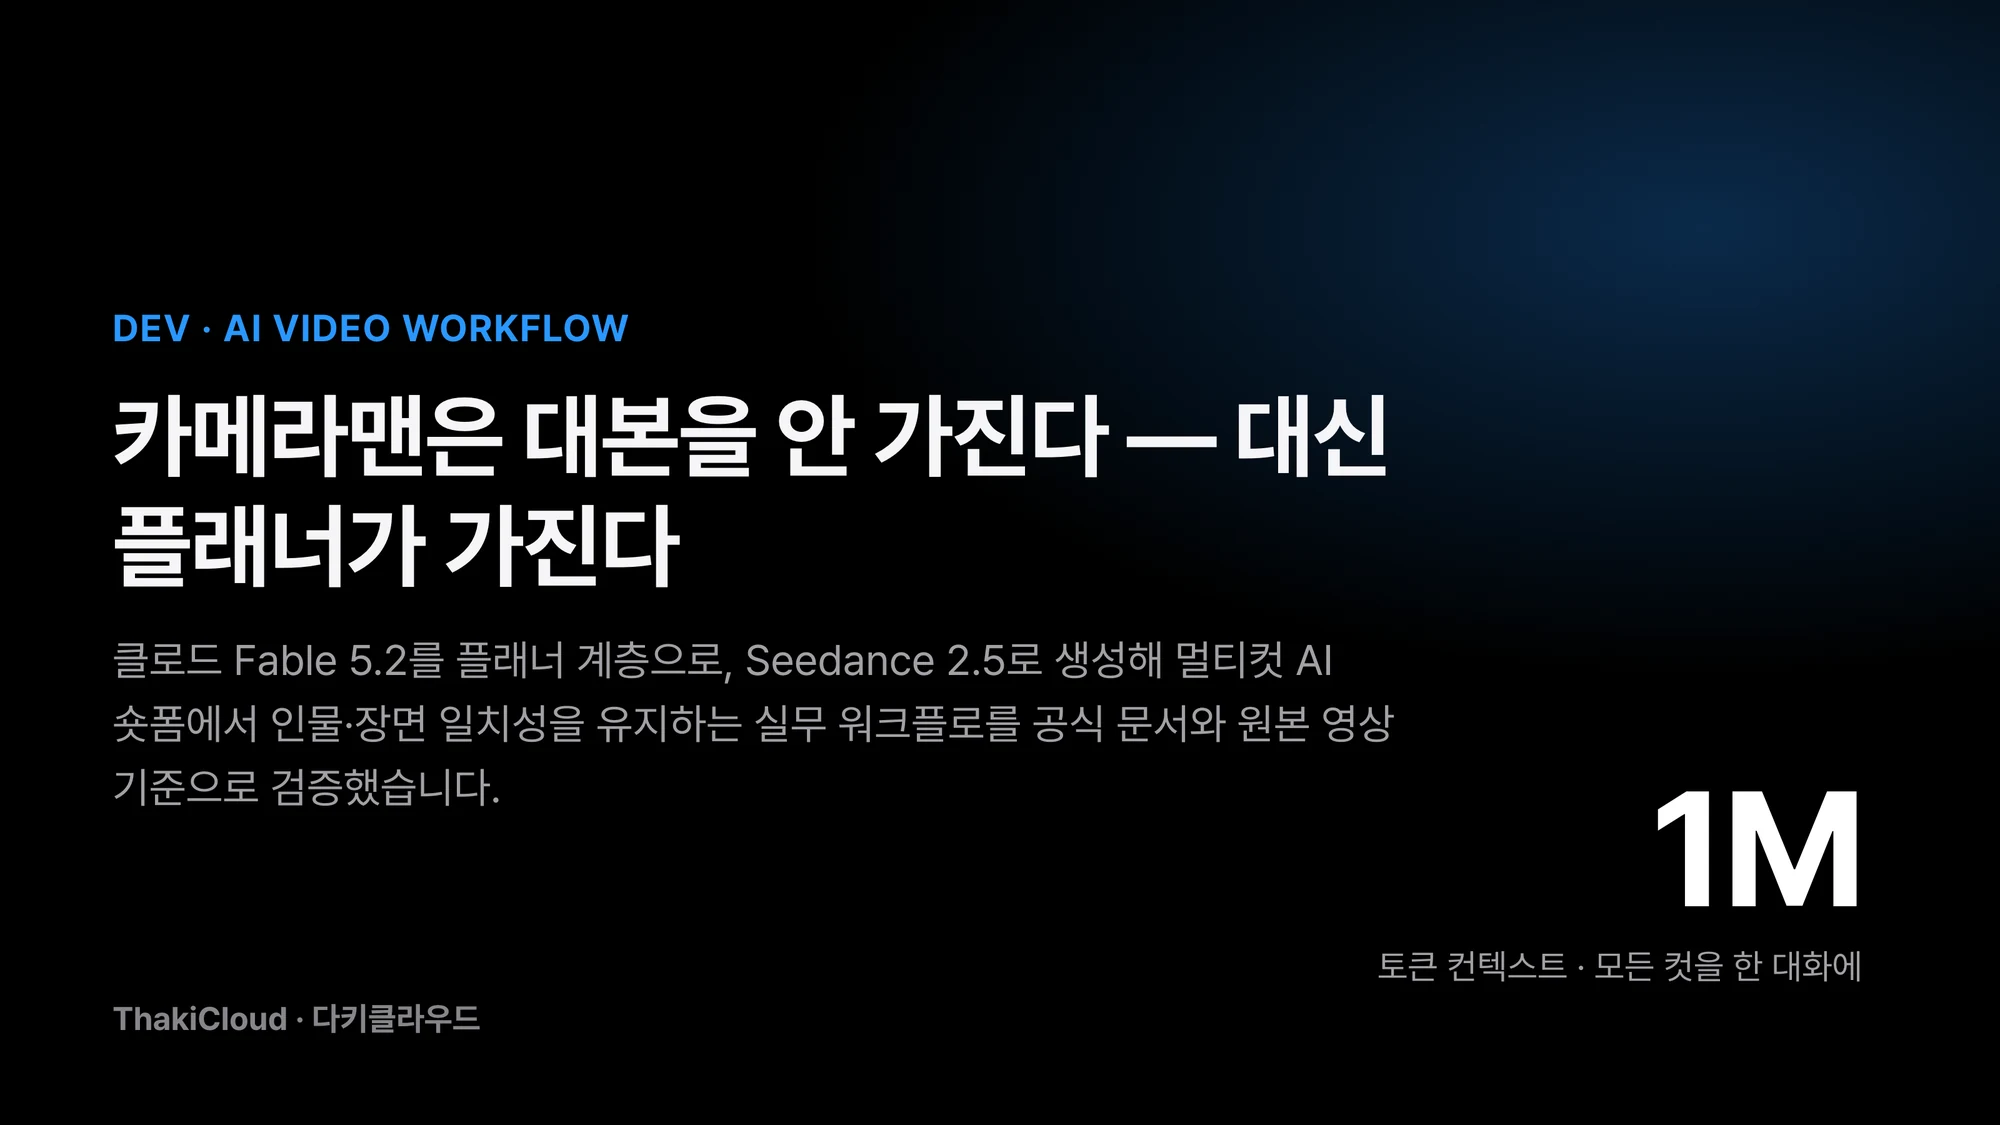 DEV · AI VIDEO WORKFLOW
카메라맨은 대본을 안 가진다 — 대신
플래너가 가진다
클로드 Fable 5.2를 플래너 계층으로, Seedance 2.5로 생성해 멀티컷 AI
숏폼에서 인물·장면 일치성을 유지하는 실무 워크플로를 공식 문서와 원본 영상
기준으로 검증했습니다.
1M
토큰 컨텍스트 · 모든 컷을 한 대화에
ThakiCloud · 다키클라우드